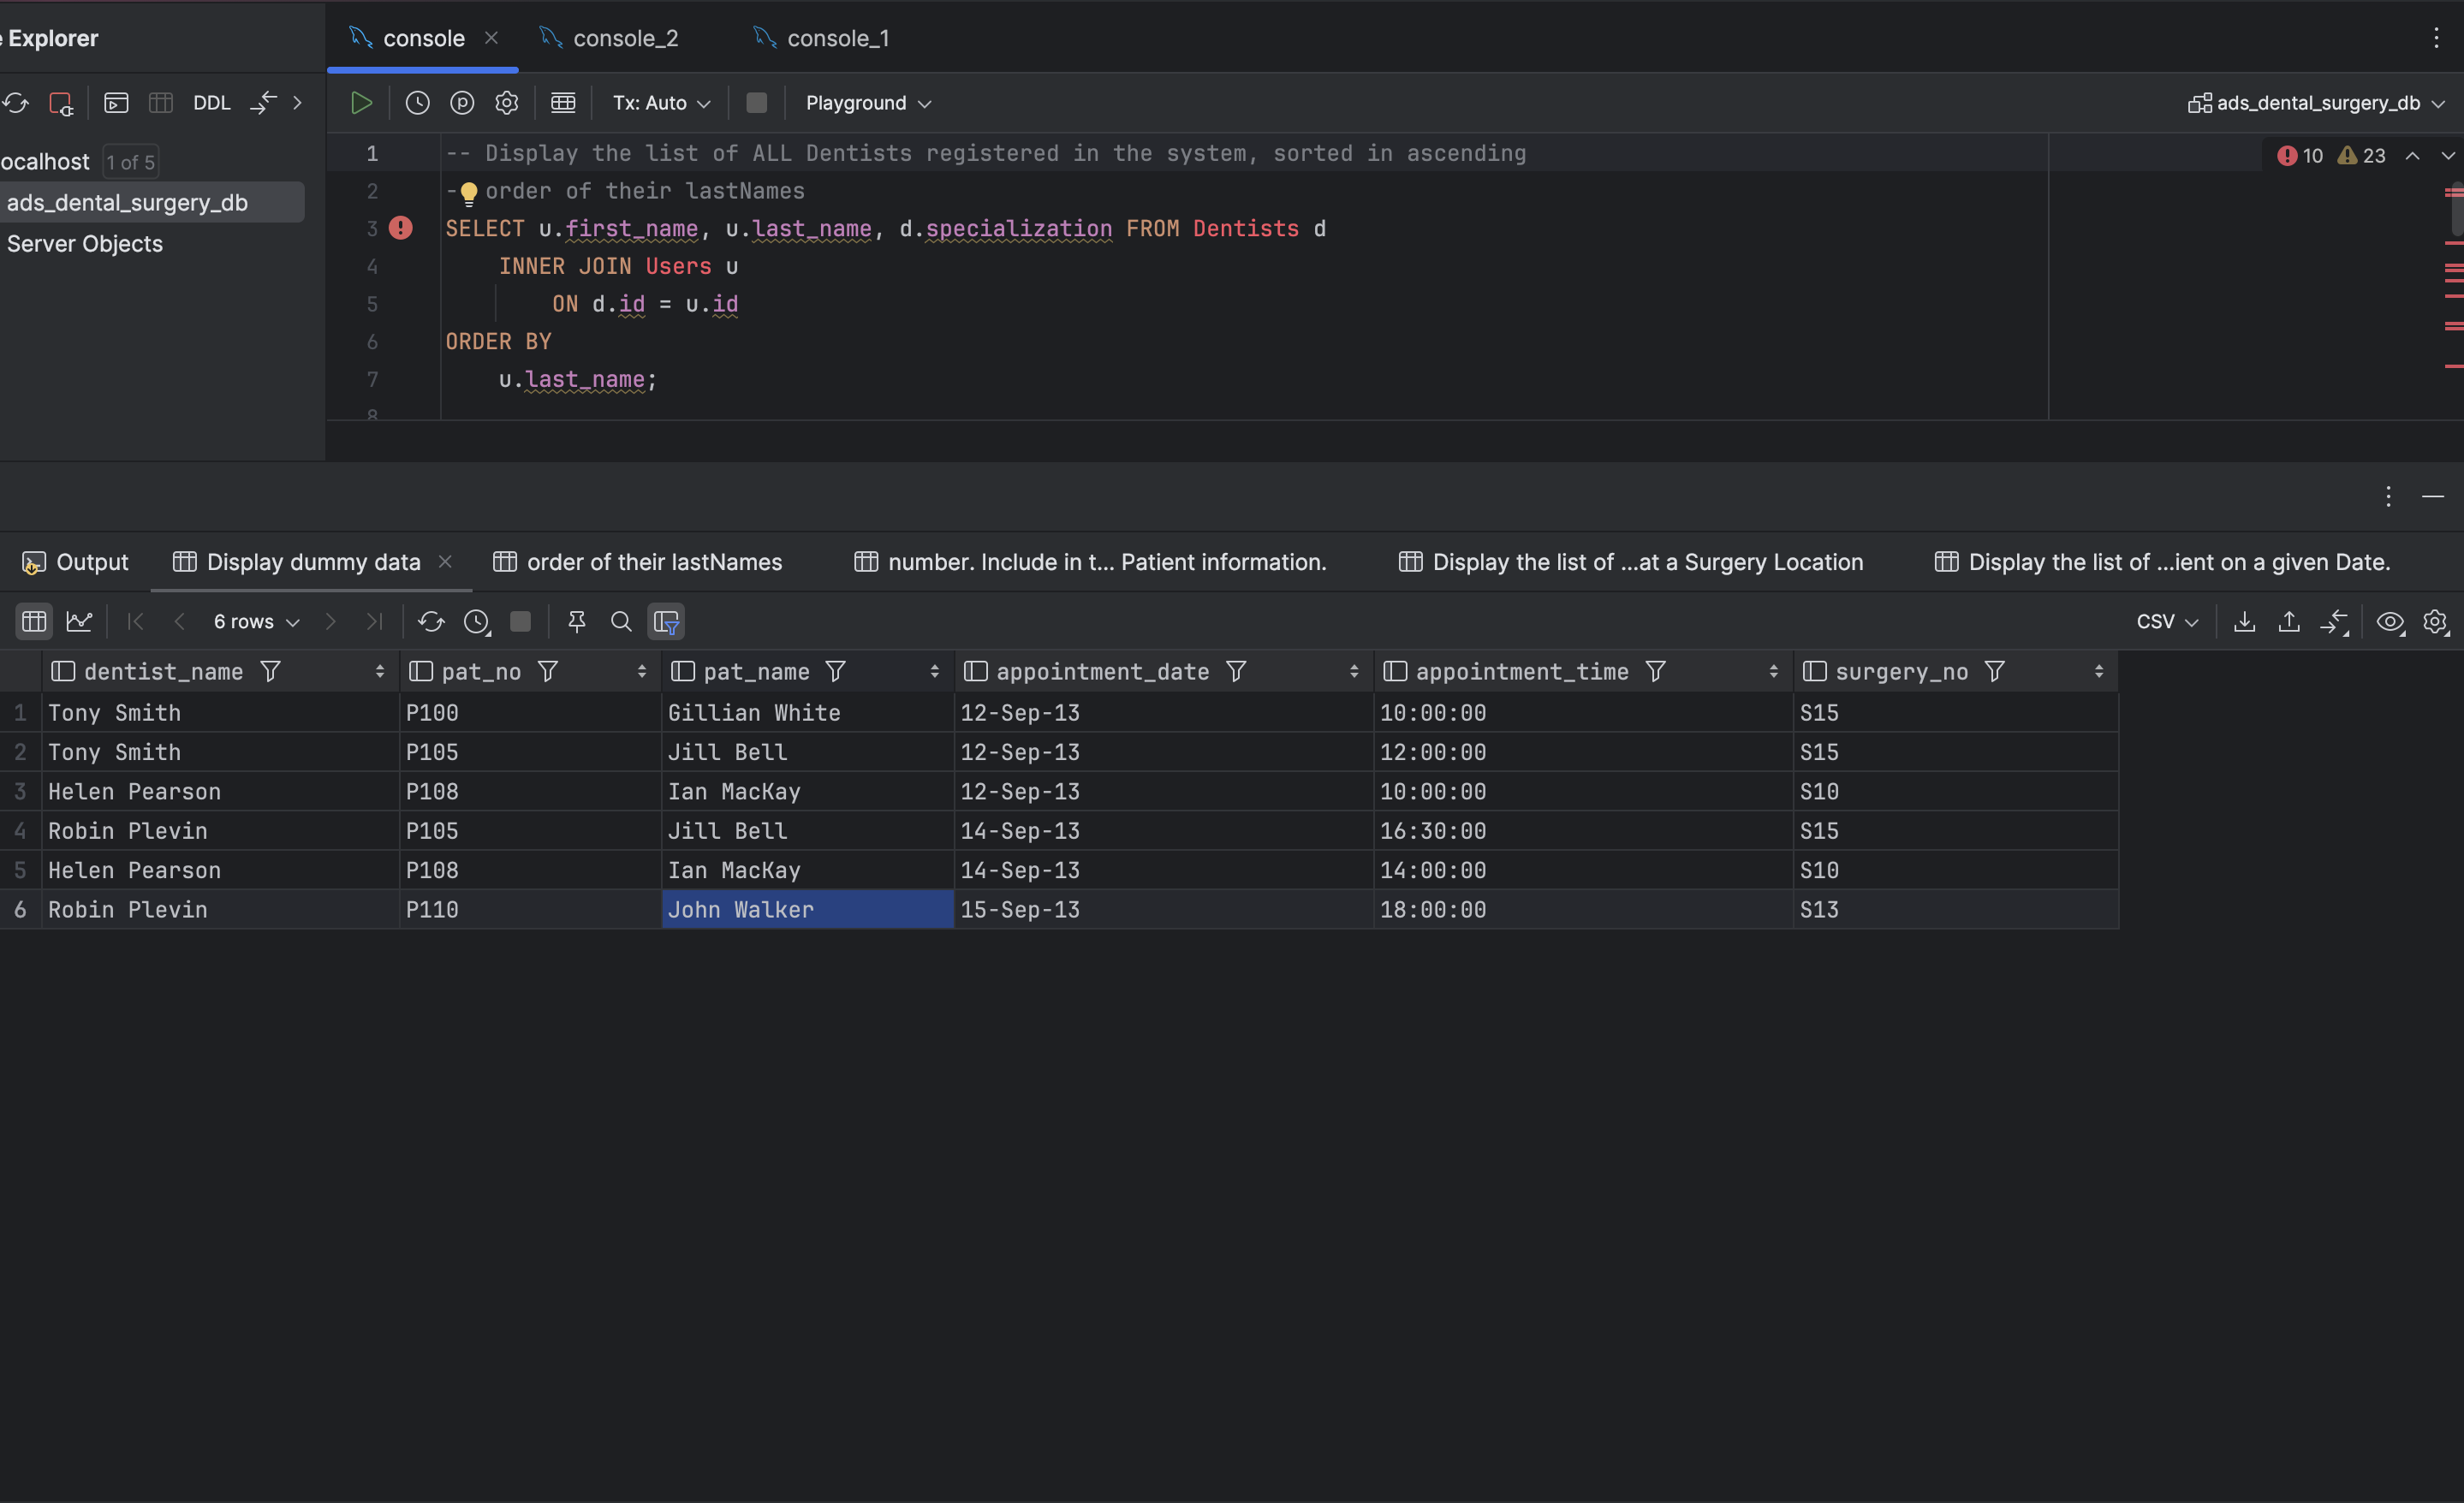 Explorer
console
console_2
console_1
DDL
Tx: Auto
Playground
ads_dental_surgery_db
ocalhost 1 of 5
ads_dental_surgery_db
Server Objects
10 23
1 -- Display the list of ALL Dentists registered in the system, sorted in ascending
2 - order of their lastNames
3 SELECT u.first_name, u.last_name, d.specialization FROM Dentists d
4 INNER JOIN Users u
5 ON d.id = u.id
6 ORDER BY
7 u.last_name;
8
Output
Display dummy data
order of their lastNames
number. Include in t... Patient information.
Display the list of ...at a Surgery Location
Display the list of ...ient on a given Date.
6 rows
CSV
dentist_name pat_no pat_name appointment_date appointment_time surgery_no
1 Tony Smith P100 Gillian White 12-Sep-13 10:00:00 S15
2 Tony Smith P105 Jill Bell 12-Sep-13 12:00:00 S15
3 Helen Pearson P108 Ian MacKay 12-Sep-13 10:00:00 S10
4 Robin Plevin P105 Jill Bell 14-Sep-13 16:30:00 S15
5 Helen Pearson P108 Ian MacKay 14-Sep-13 14:00:00 S10
6 Robin Plevin P110 John Walker 15-Sep-13 18:00:00 S13